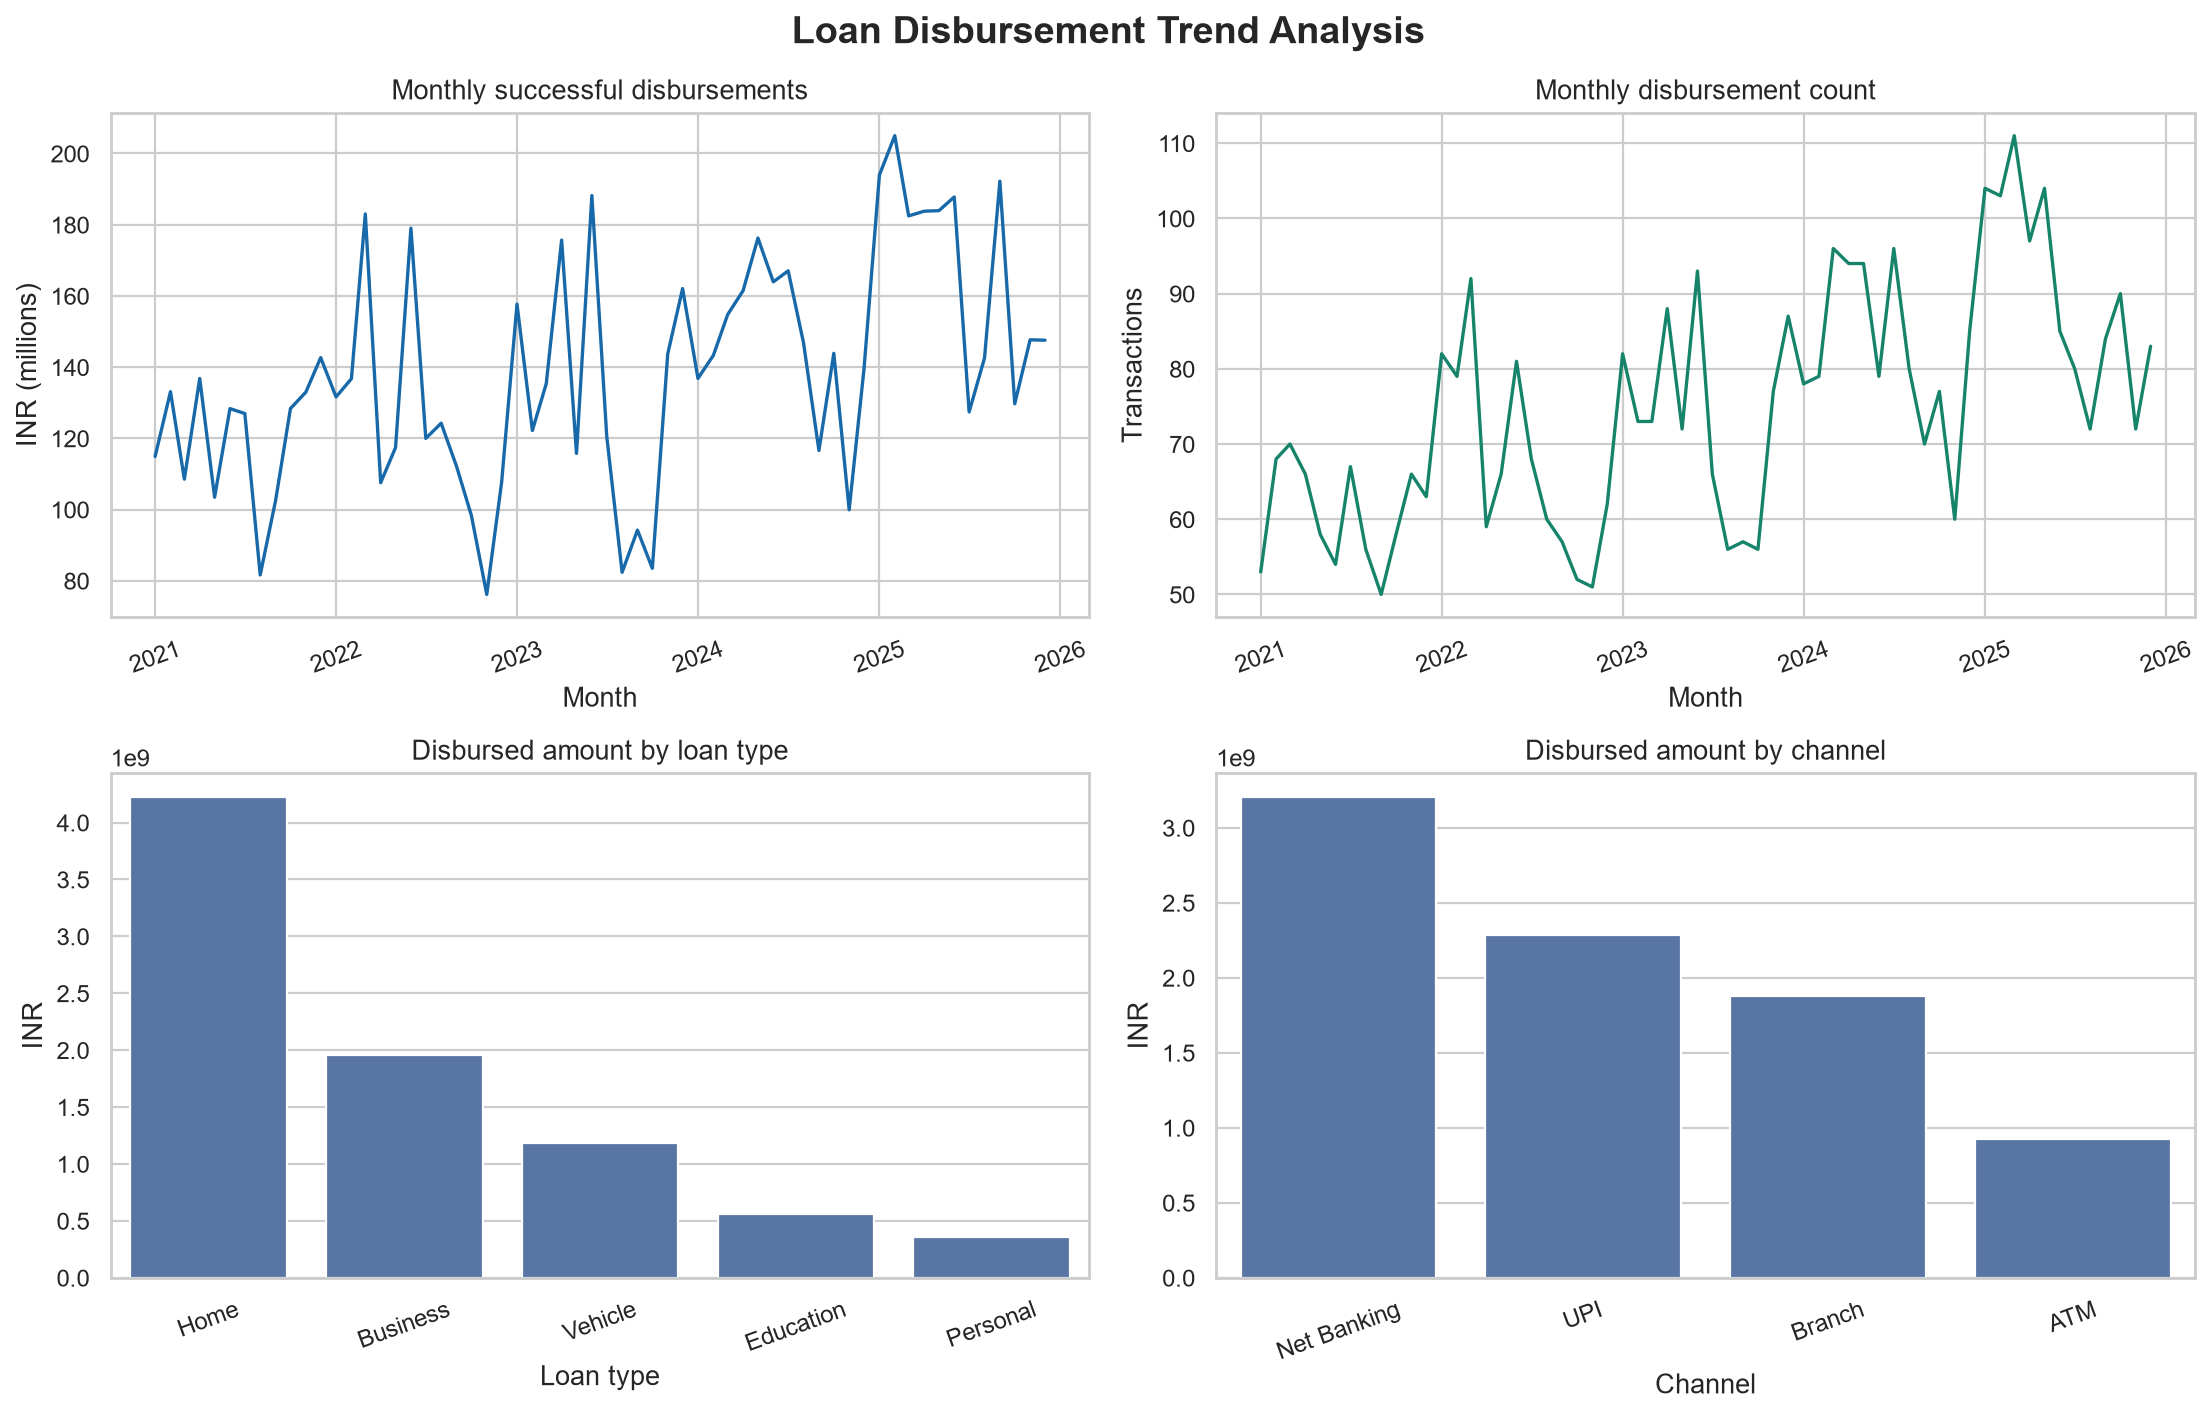 Loan Disbursement Trend Analysis
Monthly successful disbursements
INR (millions)
200
180
160
140
120
100
80
2021
2022
2023
2024
2025
2026
Month
Monthly disbursement count
Transactions
110
100
90
80
70
60
50
2021
2022
2023
2024
2025
2026
Month
Disbursed amount by loan type
1e9
INR
4.0
3.5
3.0
2.5
2.0
1.5
1.0
0.5
0.0
Home
Business
Vehicle
Education
Personal
Loan type
Disbursed amount by channel
1e9
INR
3.0
2.5
2.0
1.5
1.0
0.5
0.0
Net Banking
UPI
Branch
ATM
Channel